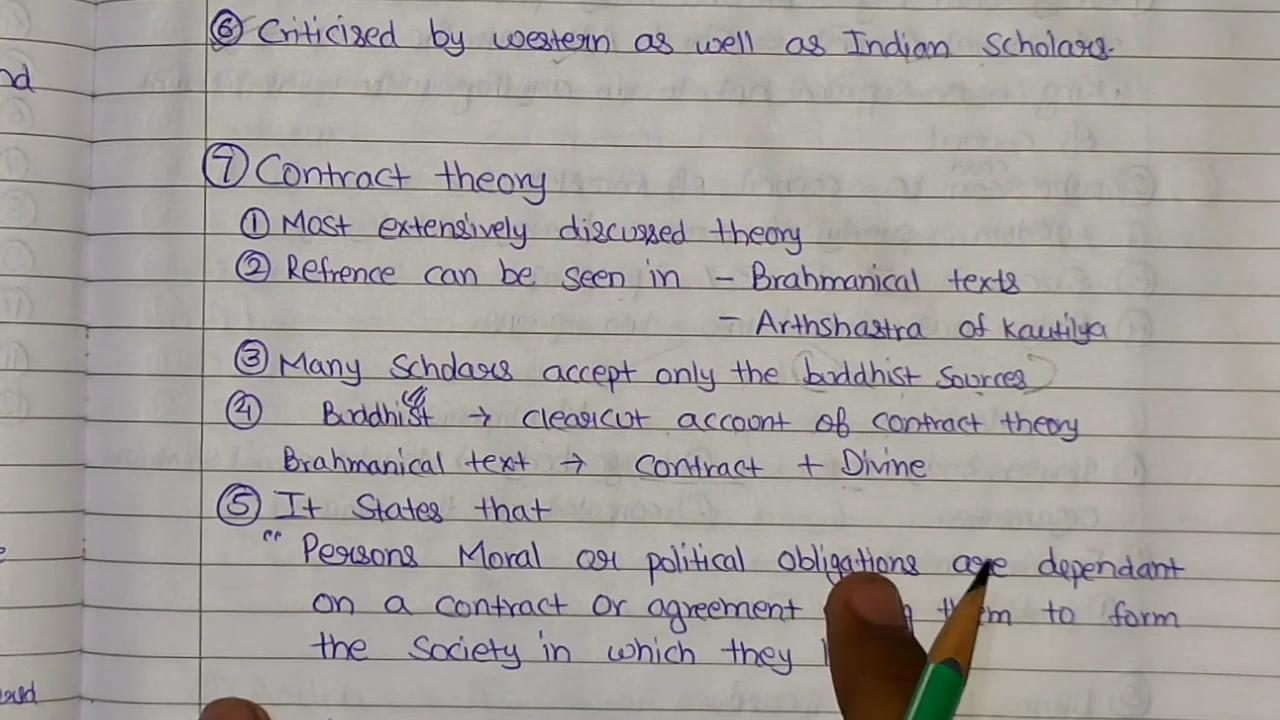 ⑥ Criticised by western as well as Indian Scholars.
nd
⑦ Contract theory
① Most extensively discussed theory
② Refrence can be seen in - Brahmanical texts
- Arthshastra of Kautilya
③ Many Scholars accept only the (buddhist Sources)
④ Buddhist → clearcut account of contract theory
Brahmanical text → contract + Divine
⑤ It States that
"Persons Moral or political obligations are dependant
on a contract or agreement them to form
the Society in which they